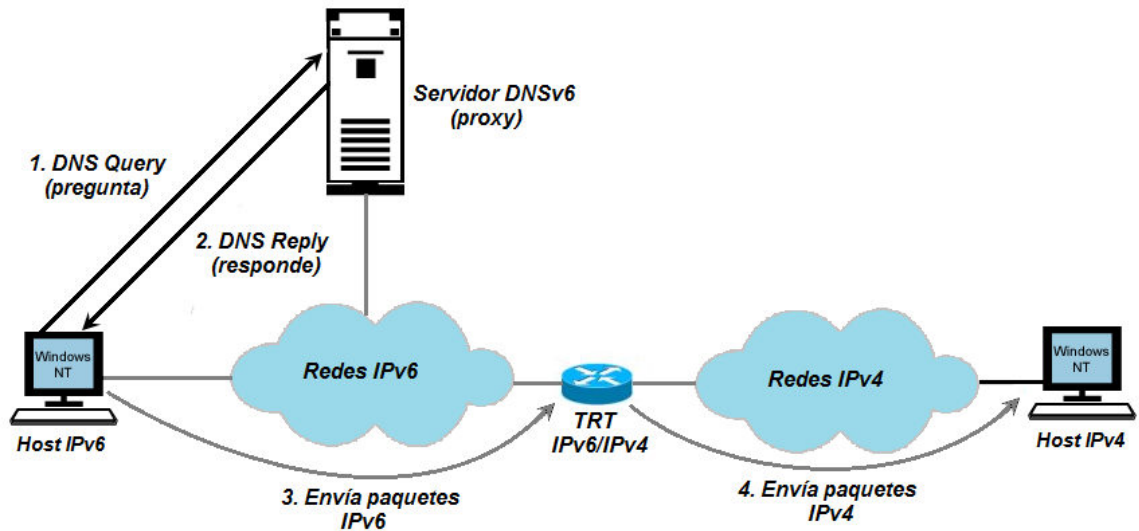 Servidor DNSv6
(proxy)
1. DNS Query
(pregunta)
2. DNS Reply
(responde)
Windows
NT
Redes IPv6
Redes IPv4
Windows
NT
Host IPv6
TRT
IPv6/IPv4
Host IPv4
3. Envía paquetes
IPv6
4. Envía paquetes
IPv4